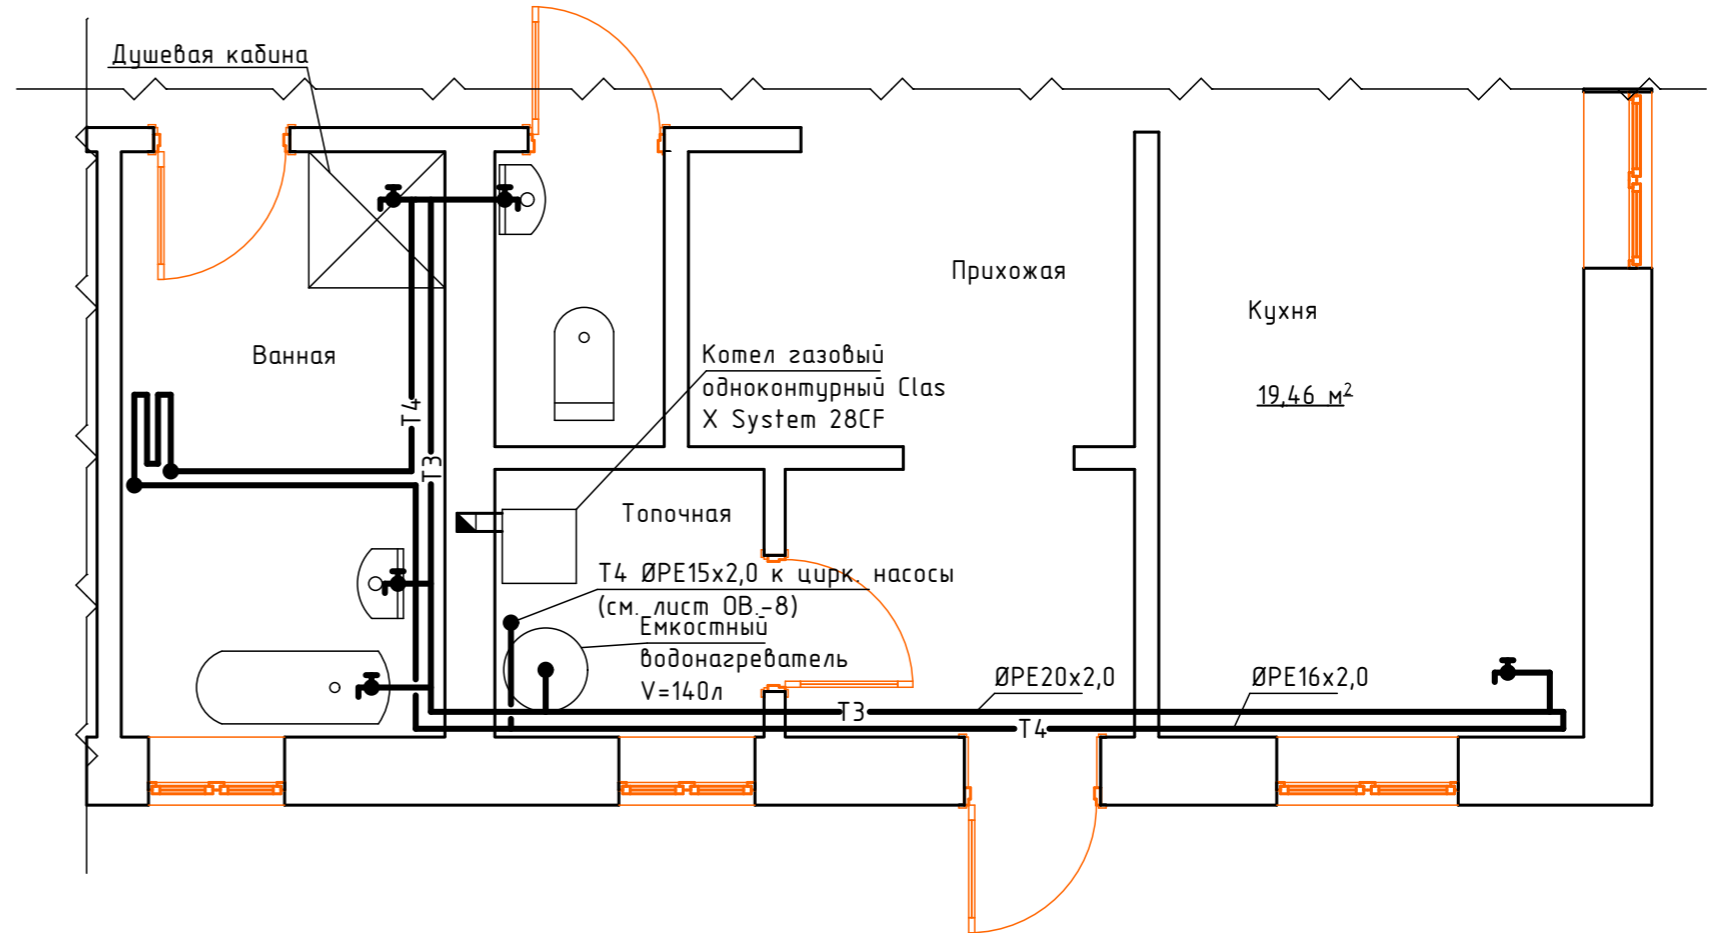 Душевая кабина
Прихожая
Кухня
Ванная
Котел газовый
одноконтурный Clas
X System 28CF
19,46 м²
Т4
Т3
Топочная
Т4 ØPE15x2,0 к цирк. насосы
(см. лист ОВ.-8)
Емкостный
водонагреватель
V=140л
ØPE20x2,0
ØPE16x2,0
Т3
Т4